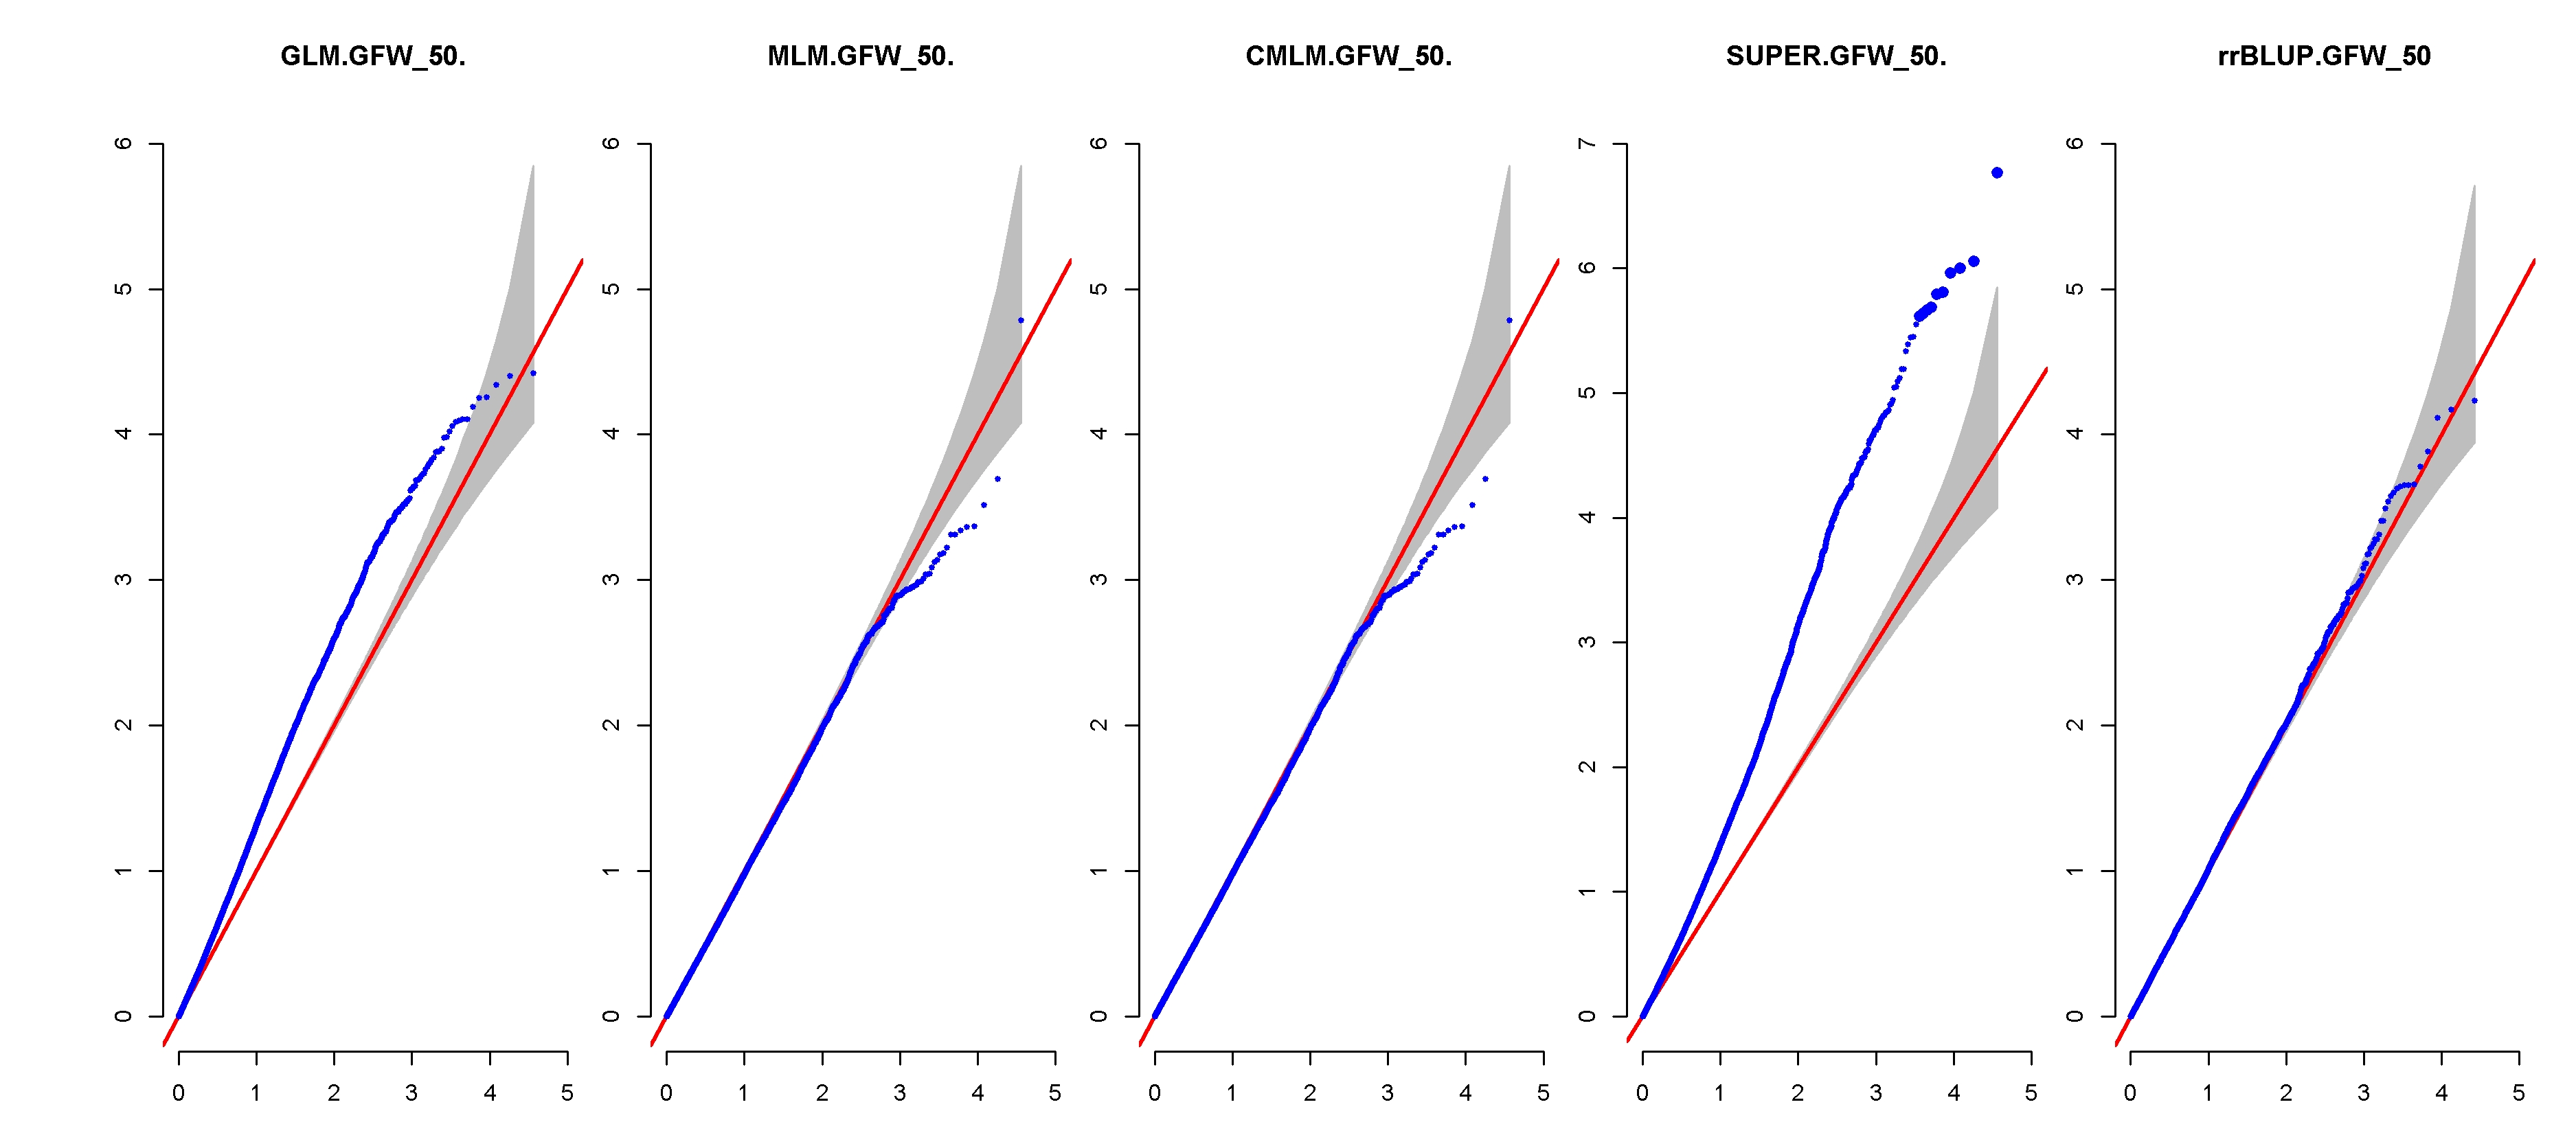 GLM.GFW_50. MLM.GFW_50. CMLM.GFW_50. SUPER.GFW_50. rrBLUP.GFW_50
6 6 6 7 6
5 5 5 6 5
4 4 4 5 4
3 3 3 4 3
2 2 2 3 2
1 1 1 2 1
0 0 0 1 0
0
0 1 2 3 4 5 0 1 2 3 4 5 0 1 2 3 4 5 0 1 2 3 4 5 0 1 2 3 4 5